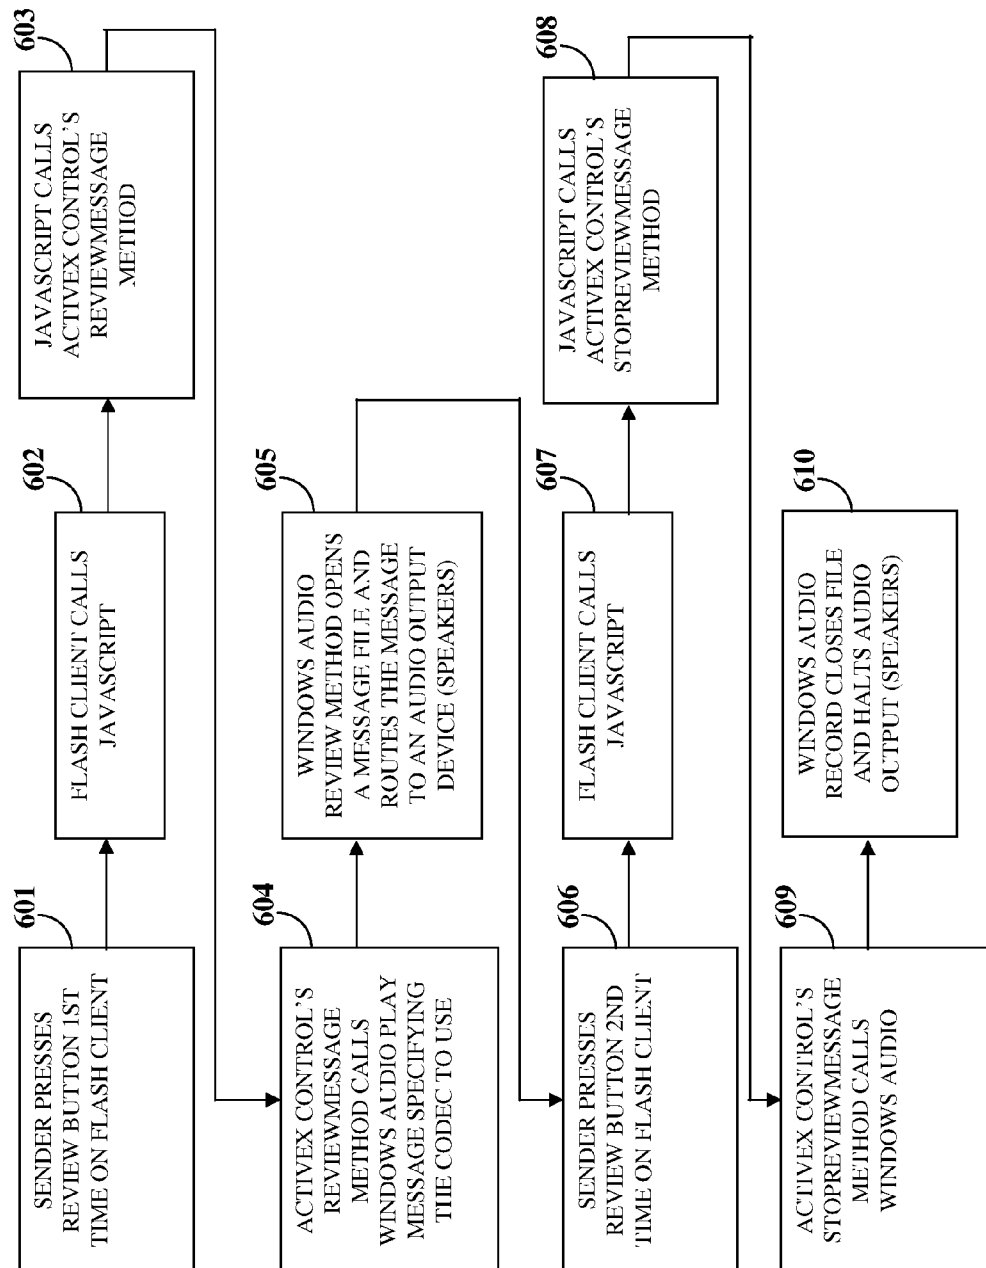 601
SENDER PRESSES
REVIEW BUTTON 1ST
TIME ON FLASH CLIENT
602
FLASH CLIENT CALLS
JAVASCRIPT
603
JAVASCRIPT CALLS
ACTIVEX CONTROL'S
REVIEWMESSAGE
METHOD
604
ACTIVEX CONTROL'S
REVIEWMESSAGE
METHOD CALLS
WINDOWS AUDIO PLAY
MESSAGE SPECIFYING
THE CODEC TO USE
605
WINDOWS AUDIO
REVIEW METHOD OPENS
A MESSAGE FILE AND
ROUTES THE MESSAGE
TO AN AUDIO OUTPUT
DEVICE (SPEAKERS)
606
SENDER PRESSES
REVIEW BUTTON 2ND
TIME ON FLASH CLIENT
607
FLASH CLIENT CALLS
JAVASCRIPT
608
JAVASCRIPT CALLS
ACTIVEX CONTROL'S
STOPREVIEWMESSAGE
METHOD
609
ACTIVEX CONTROL'S
STOPREVIEWMESSAGE
METHOD CALLS
WINDOWS AUDIO
610
WINDOWS AUDIO
RECORD CLOSES FILE
AND HALTS AUDIO
OUTPUT (SPEAKERS)